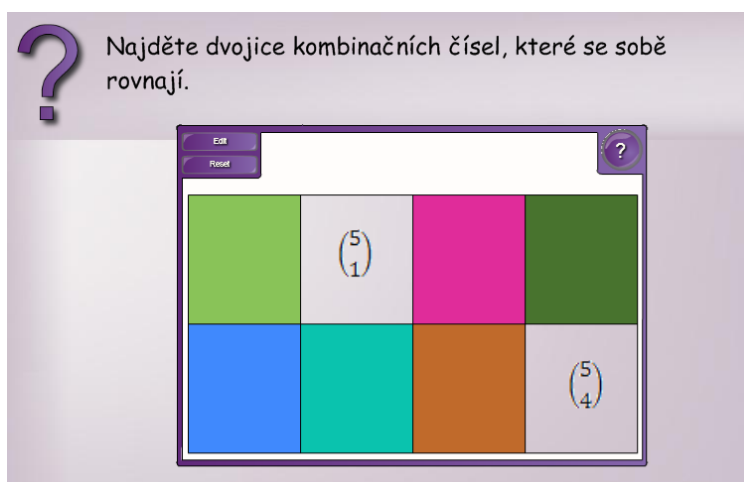 Najděte dvojice kombinačních čísel, které se sobě
rovnají.
Edit
Reset
?
(5
1)
(5
4)